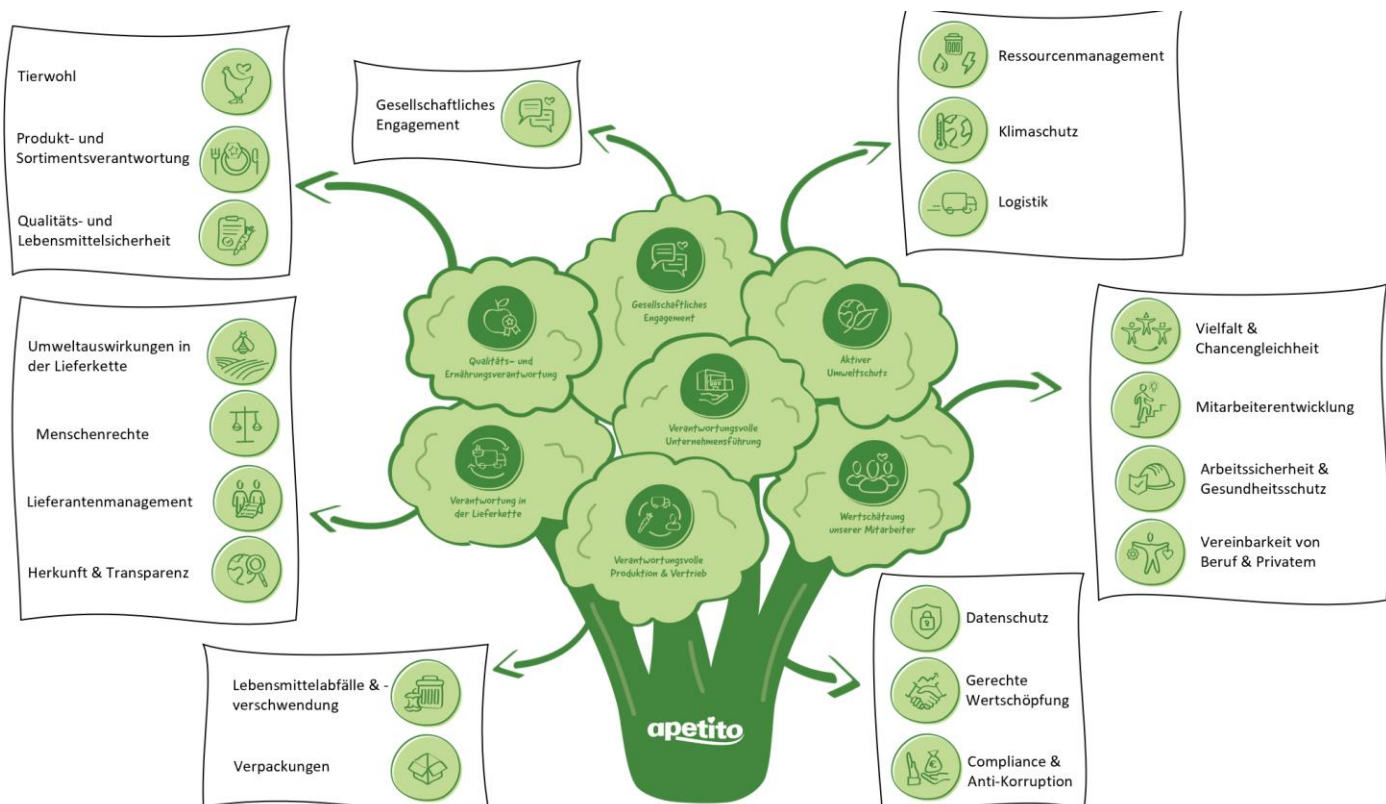 Tierwohl
Produkt- und
Sortimentsverantwortung
Qualitäts- und
Lebensmittelsicherheit
Gesellschaftliches
Engagement
Ressourcenmanagement
Klimaschutz
Logistik
Umweltauswirkungen in
der Lieferkette
Menschenrechte
Lieferantenmanagement
Herkunft & Transparenz
Gesellschaftliches
Engagement
Qualitäts- und
Ernährungsverantwortung
Aktiver
Umweltschutz
Verantwortungsvolle
Unternehmensführung
Verantwortung in
der Lieferkette
Wertschätzung
unserer Mitarbeiter
Verantwortungsvolle
Produktion & Vertrieb
Vielfalt &
Chancengleichheit
Mitarbeiterentwicklung
Arbeitssicherheit &
Gesundheitsschutz
Vereinbarkeit von
Beruf & Privatem
Lebensmittelabfälle & -
verschwendung
Verpackungen
apetito
Datenschutz
Gerechte
Wertschöpfung
€
Compliance &
Anti-Korruption